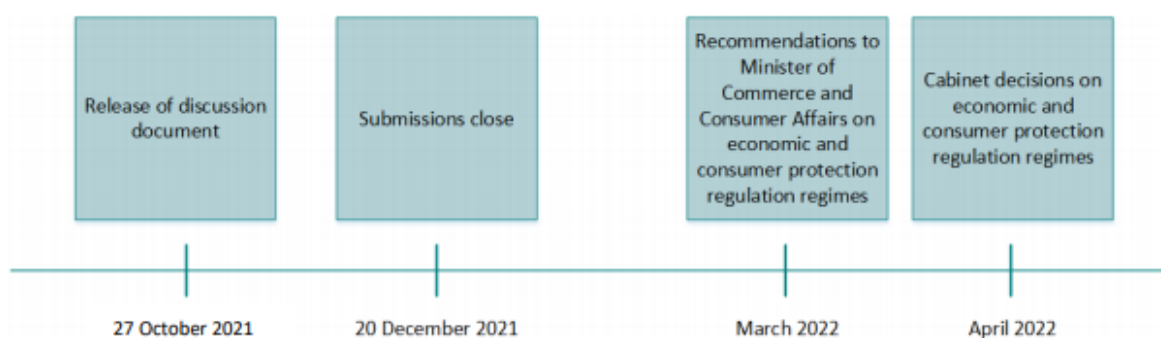 Release of discussion
document
Submissions close
Recommendations to
Minister of
Commerce and
Consumer Affairs on
economic and
consumer protection
regulation regimes
Cabinet decisions on
economic and
consumer protection
regulation regimes
27 October 2021
20 December 2021
March 2022
April 2022